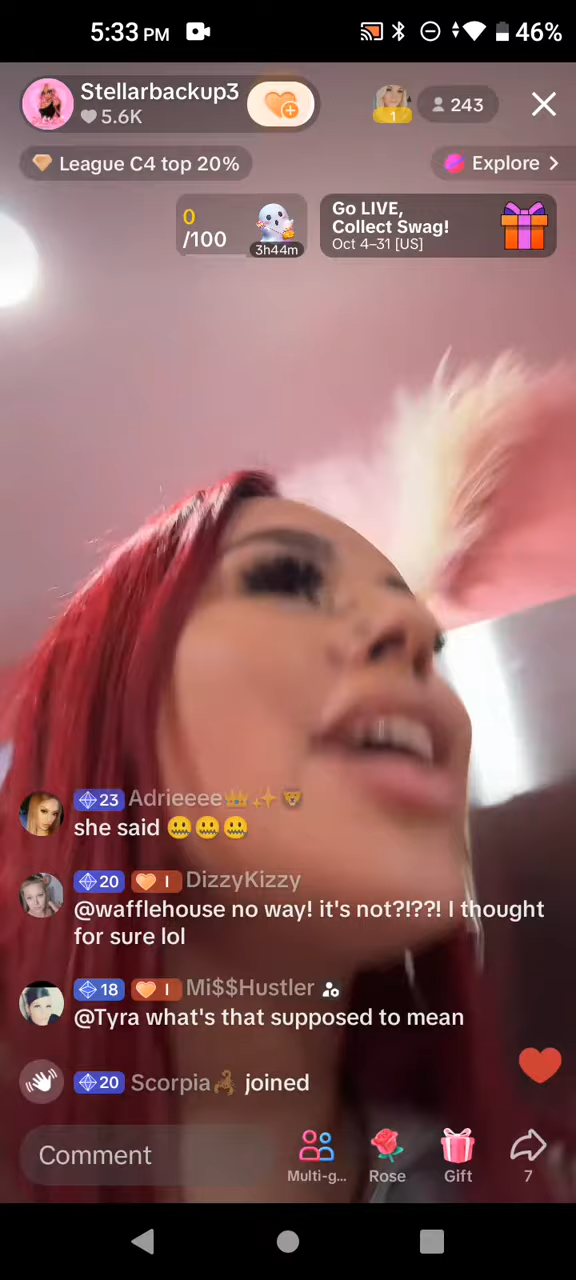 5:33 PM 46%
Stellarbackup3
5.6K
1
243
League C4 top 20%
Explore >
0
/100
3h44m
Go LIVE,
Collect Swag!
Oct 4–31 [US]
23 Adrieeee👑✨🦁
she said 🤐🤐🤐
20 I DizzyKizzy
@wafflehouse no way! it's not?!??! I thought
for sure lol
18 I Mi$$Hustler
@Tyra what's that supposed to mean
20 Scorpia🦂 joined
Comment
Multi-g...
Rose
Gift
7